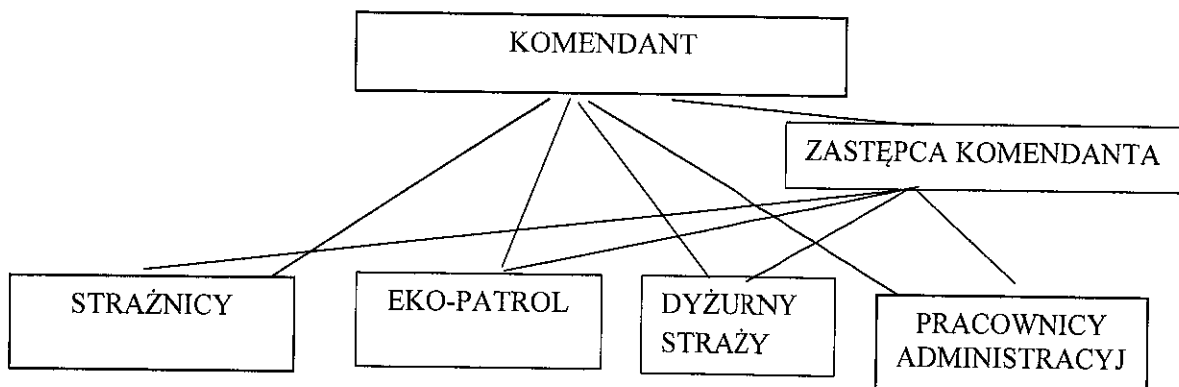 KOMENDANT
ZASTĘPCA KOMENDANTA
STRAŻNICY
EKO-PATROL
DYŻURNY
STRAŻY
PRACOWNICY
ADMINISTRACYJ